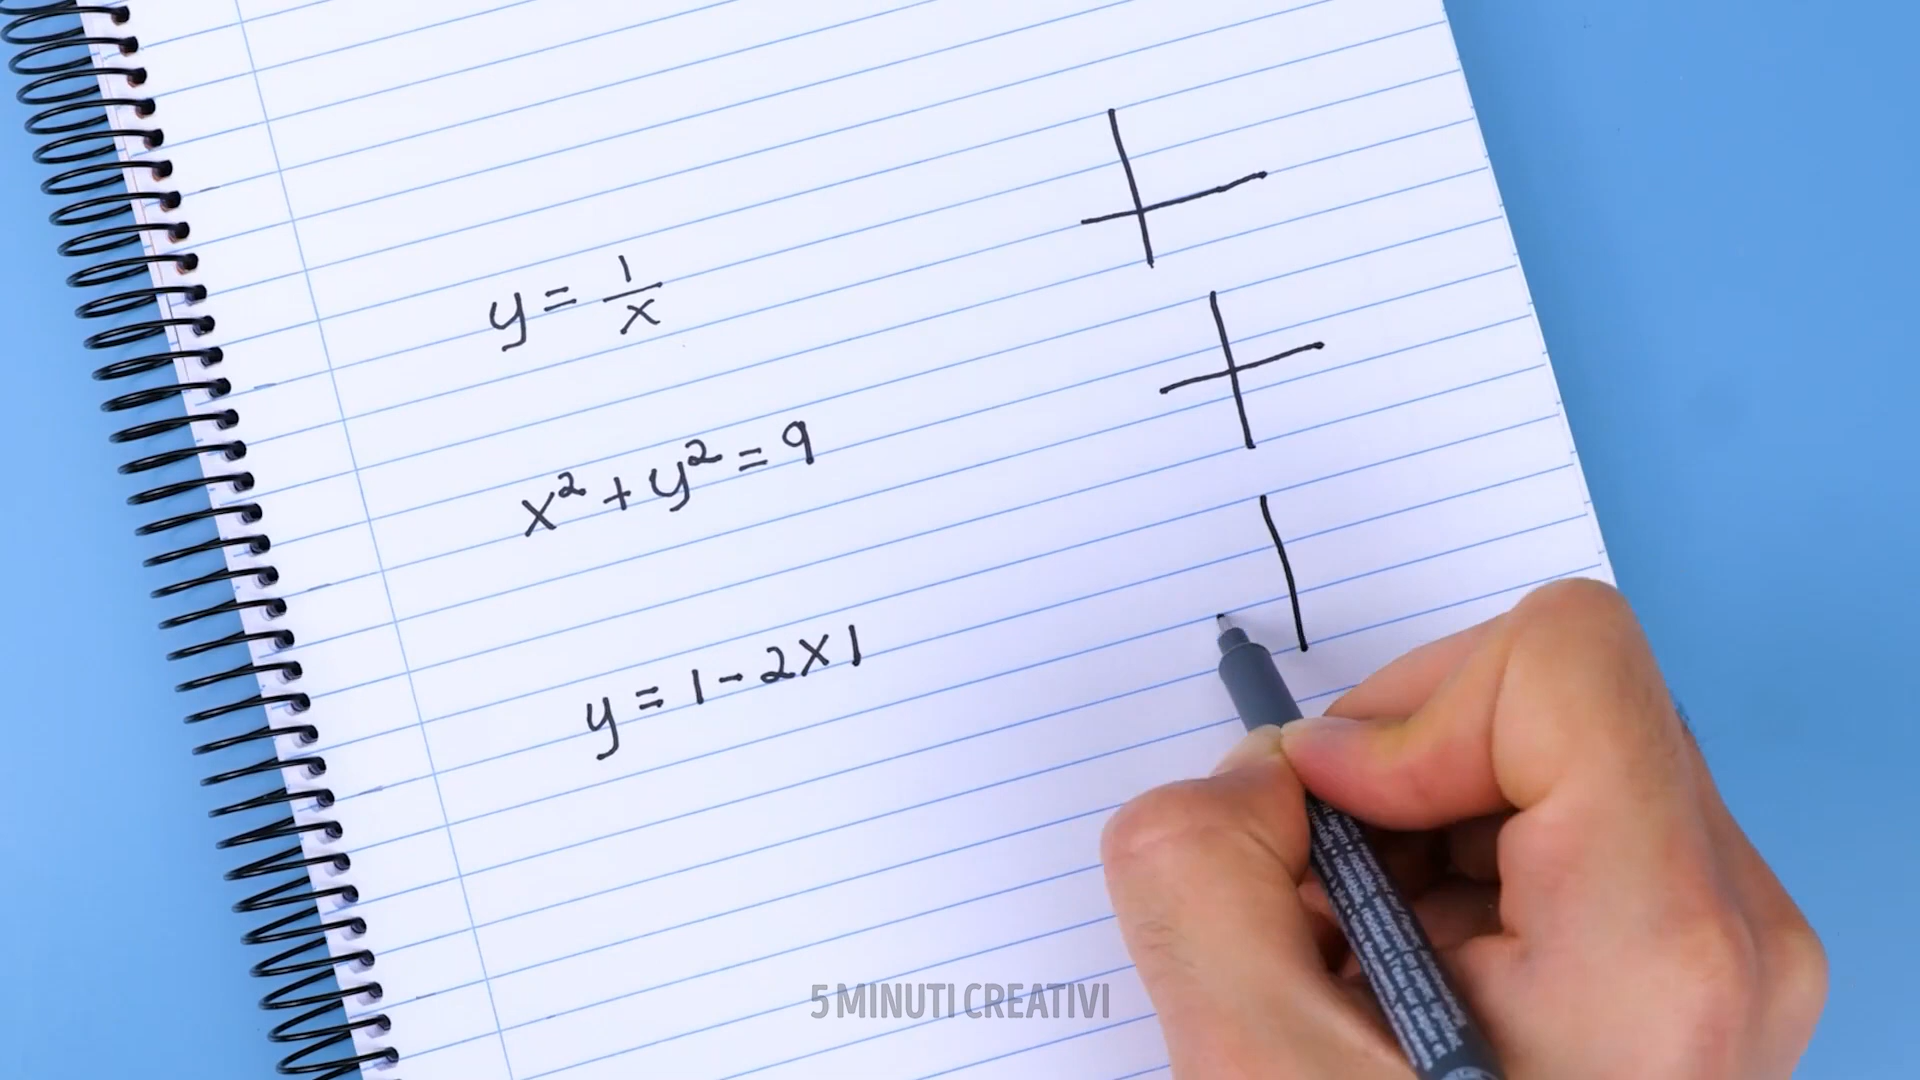 y = 1/x
x² + y² = 9
y = 1 - 2x1
5 MINUTI CREATIVI